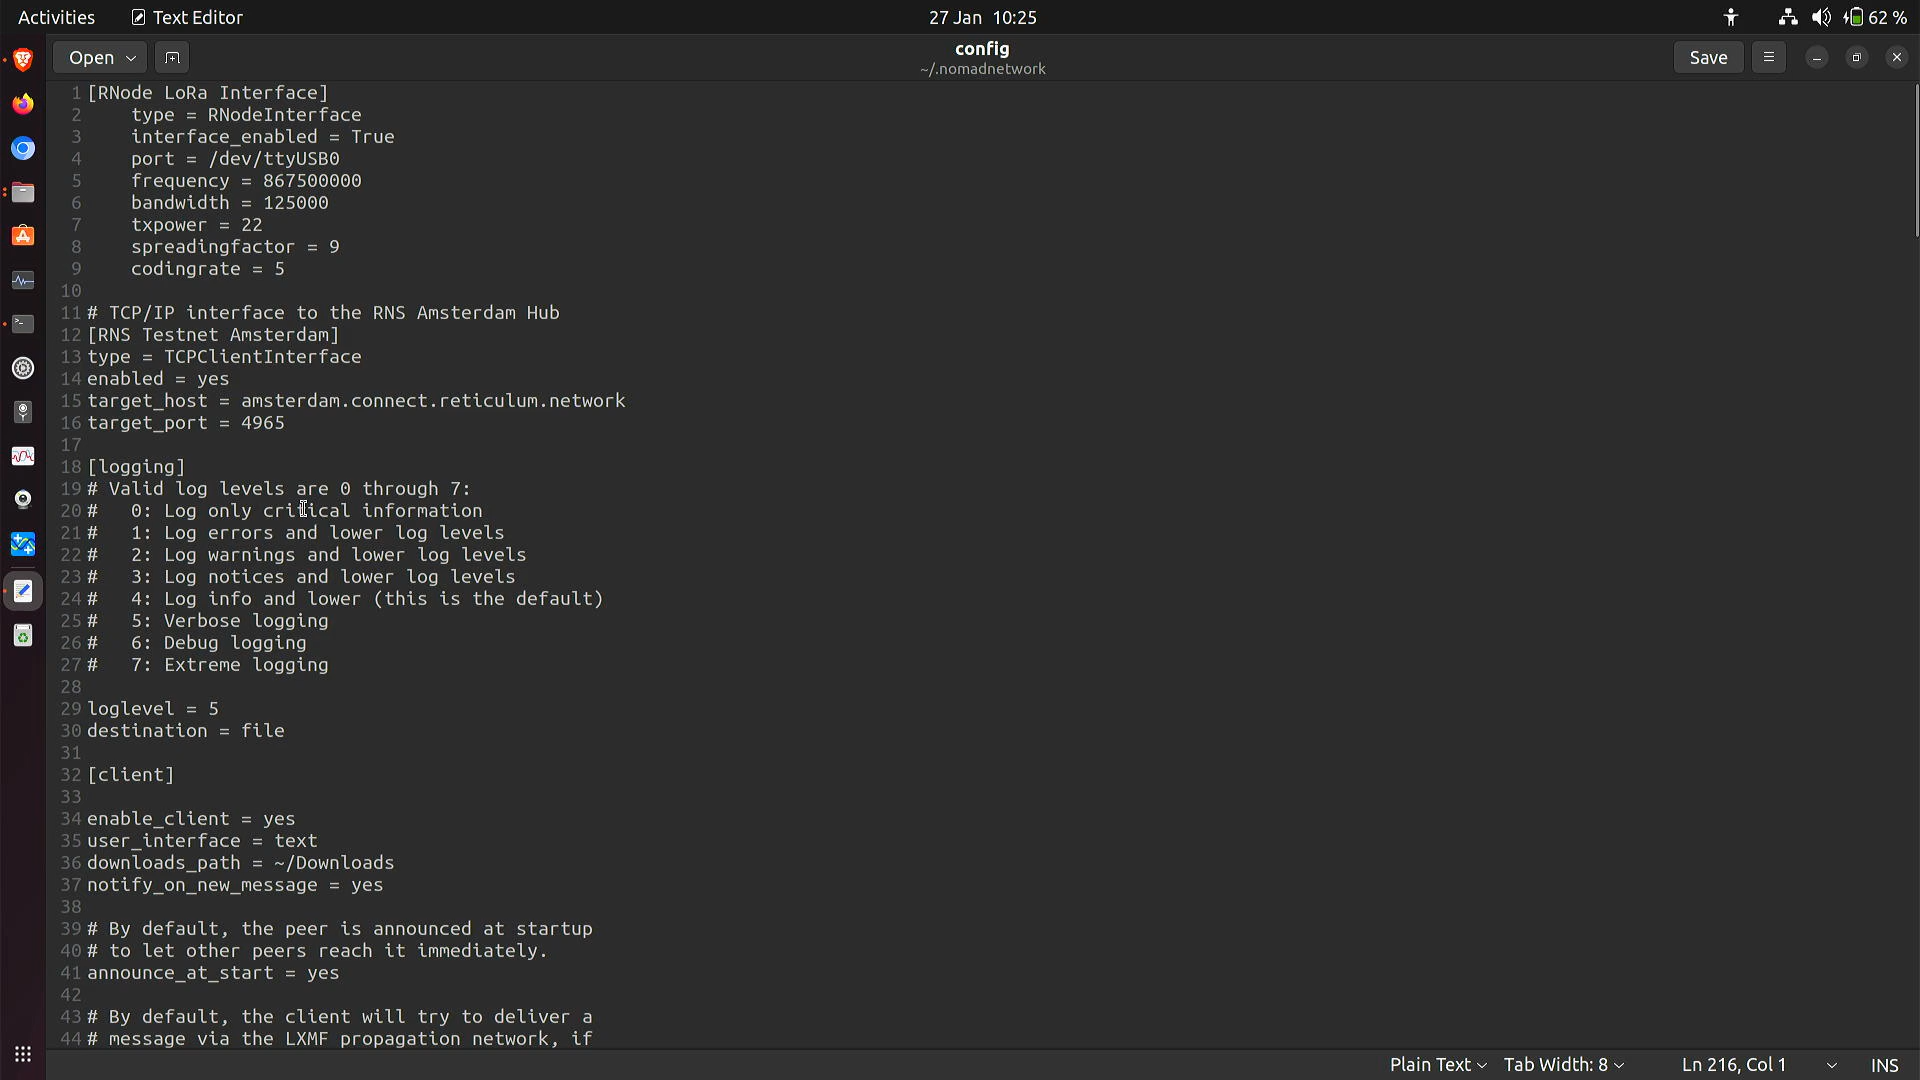 Activities Text Editor 27 Jan 10:25 62 %
Open config Save
~/.nomadnetwork
1 [RNode LoRa Interface]
2 type = RNodeInterface
3 interface_enabled = True
4 port = /dev/ttyUSB0
5 frequency = 867500000
6 bandwidth = 125000
7 txpower = 22
8 spreadingfactor = 9
9 codingrate = 5
10
11 # TCP/IP interface to the RNS Amsterdam Hub
12 [RNS Testnet Amsterdam]
13 type = TCPClientInterface
14 enabled = yes
15 target_host = amsterdam.connect.reticulum.network
16 target_port = 4965
17
18 [logging]
19 # Valid log levels are 0 through 7:
20 # 0: Log only critical information
21 # 1: Log errors and lower log levels
22 # 2: Log warnings and lower log levels
23 # 3: Log notices and lower log levels
24 # 4: Log info and lower (this is the default)
25 # 5: Verbose logging
26 # 6: Debug logging
27 # 7: Extreme logging
28
29 loglevel = 5
30 destination = file
31
32 [client]
33
34 enable_client = yes
35 user_interface = text
36 downloads_path = ~/Downloads
37 notify_on_new_message = yes
38
39 # By default, the peer is announced at startup
40 # to let other peers reach it immediately.
41 announce_at_start = yes
42
43 # By default, the client will try to deliver a
44 # message via the LXMF propagation network, if
Plain Text Tab Width: 8 Ln 216, Col 1 INS